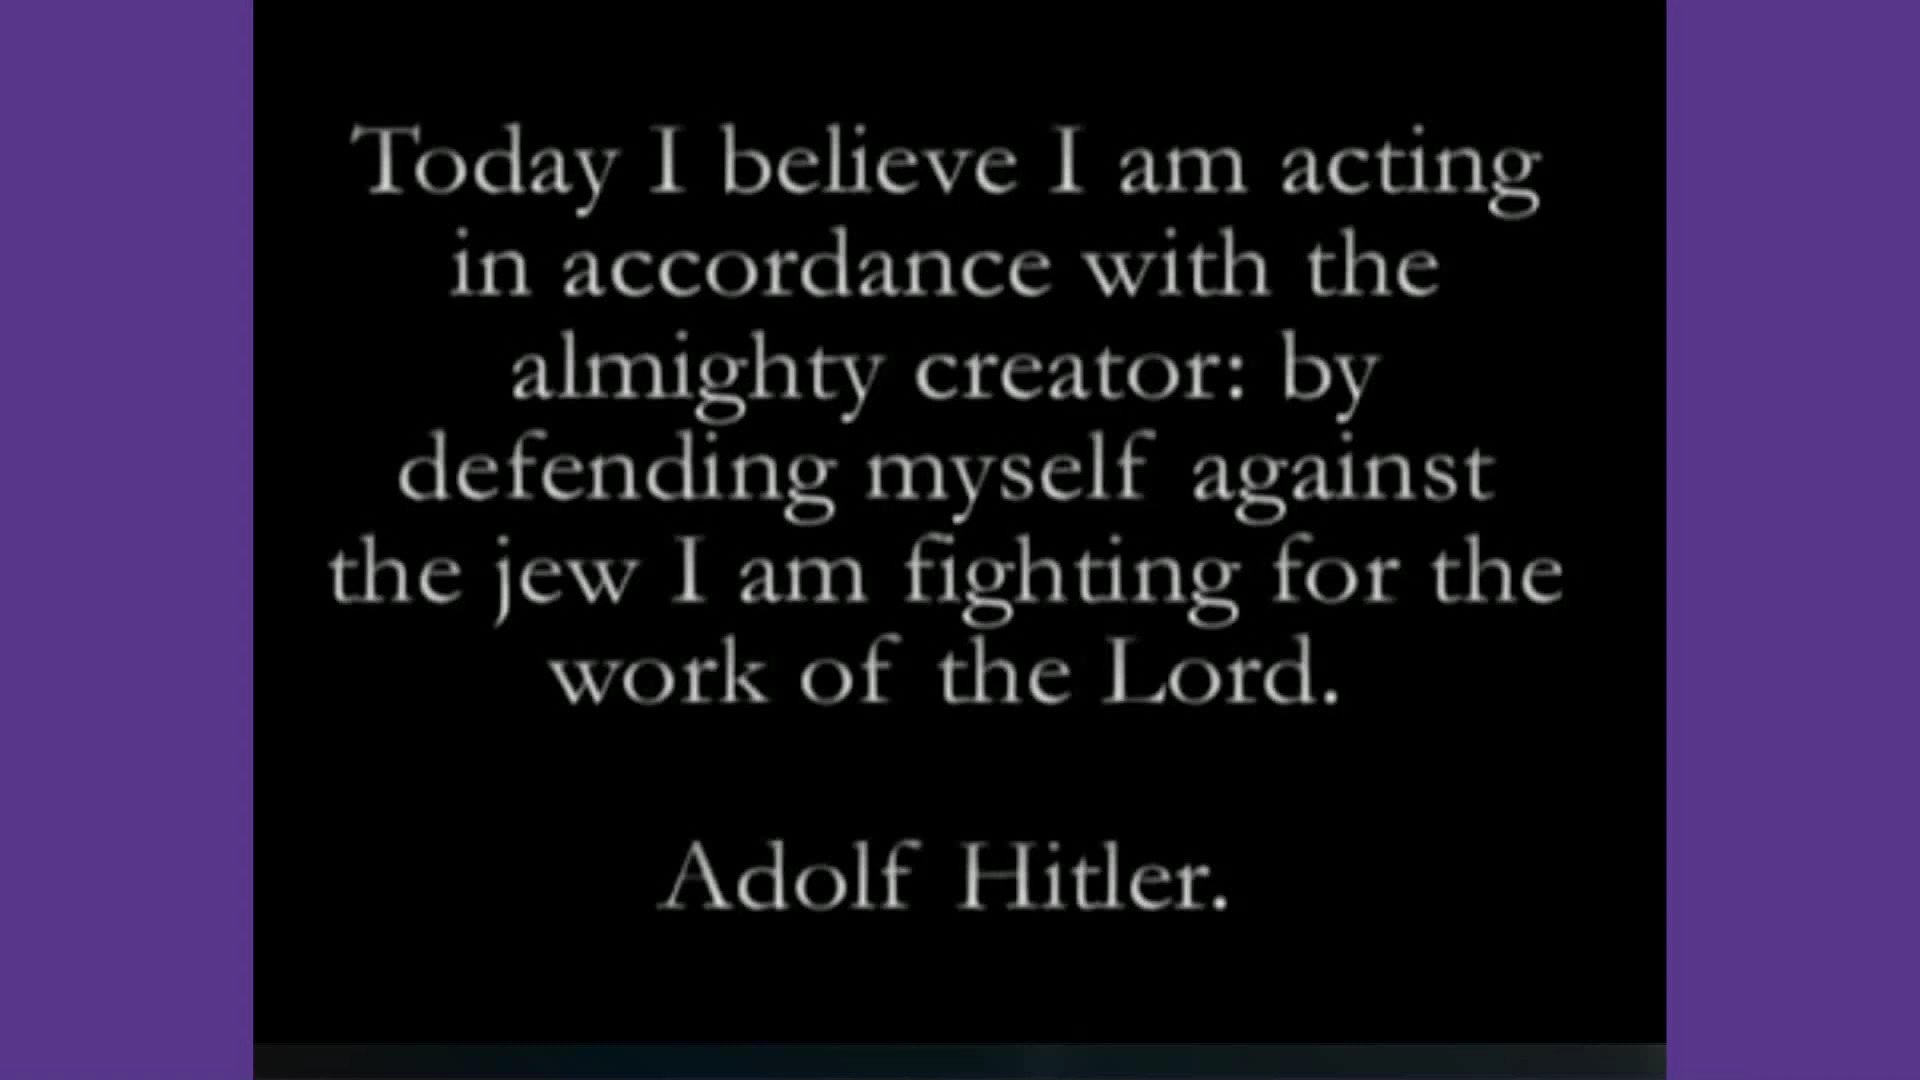 Today I believe I am acting
in accordance with the
almighty creator: by
defending myself against
the jew I am fighting for the
work of the Lord.
Adolf Hitler.